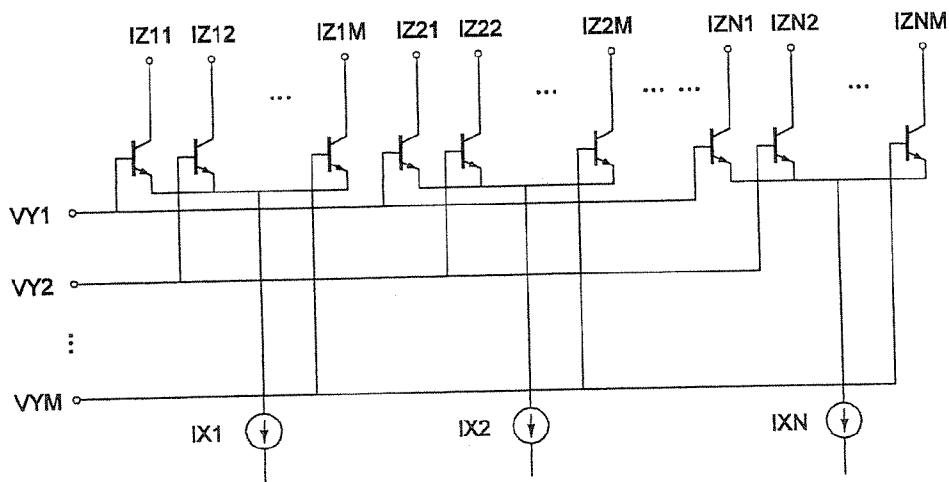 IZ11 IZ12 IZ1M IZ21 IZ22 IZ2M IZN1 IZN2 IZNM
... ... ... ... ...
VY1
VY2
...
VYM
IX1 IX2 IXN